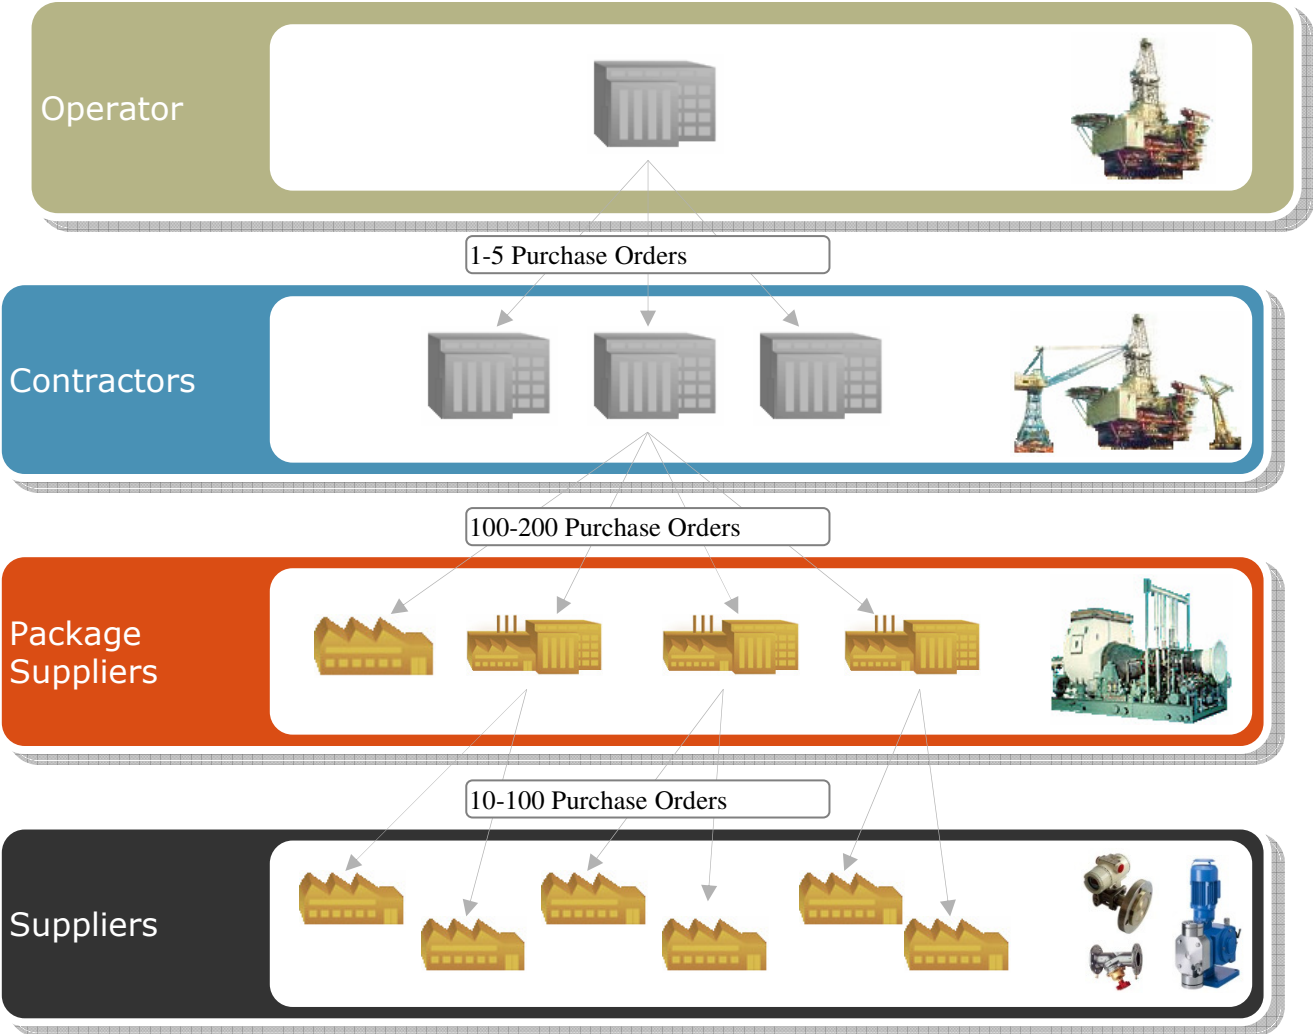 Operator
1-5 Purchase Orders
Contractors
100-200 Purchase Orders
Package
Suppliers
10-100 Purchase Orders
Suppliers